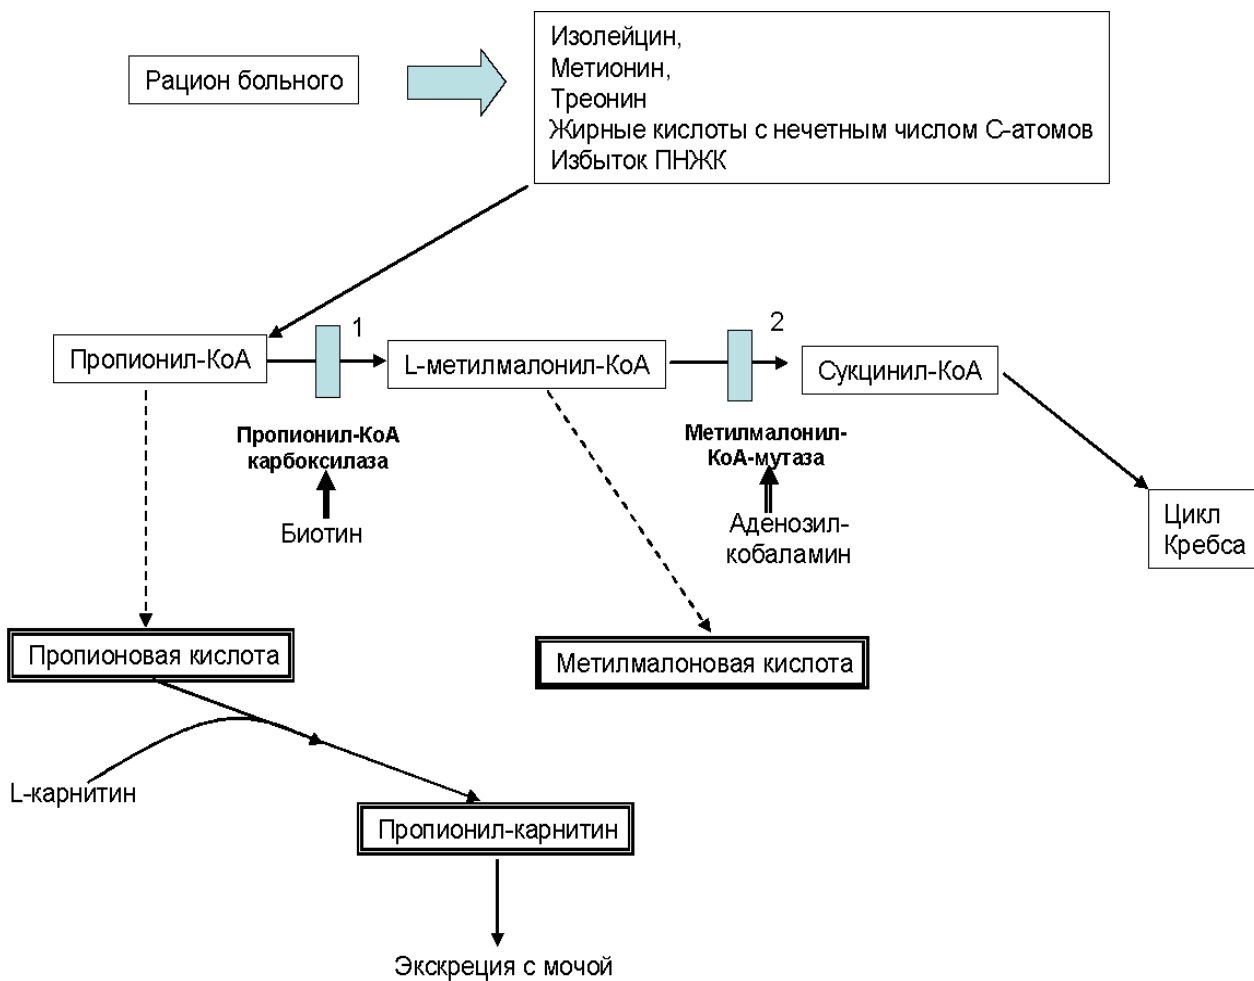 Рацион больного
Изолейцин,
Метионин,
Треонин
Жирные кислоты с нечетным числом С-атомов
Избыток ПНЖК
1
2
Пропионил-КоА
L-метилмалонил-КоА
Сукцинил-КоА
Пропионил-КоА
карбоксилаза
Метилмалонил-
КоА-мутаза
Биотин
Аденозил-
кобаламин
Цикл
Кребса
Пропионовая кислота
Метилмалоновая кислота
L-карнитин
Пропионил-карнитин
Экскреция с мочой